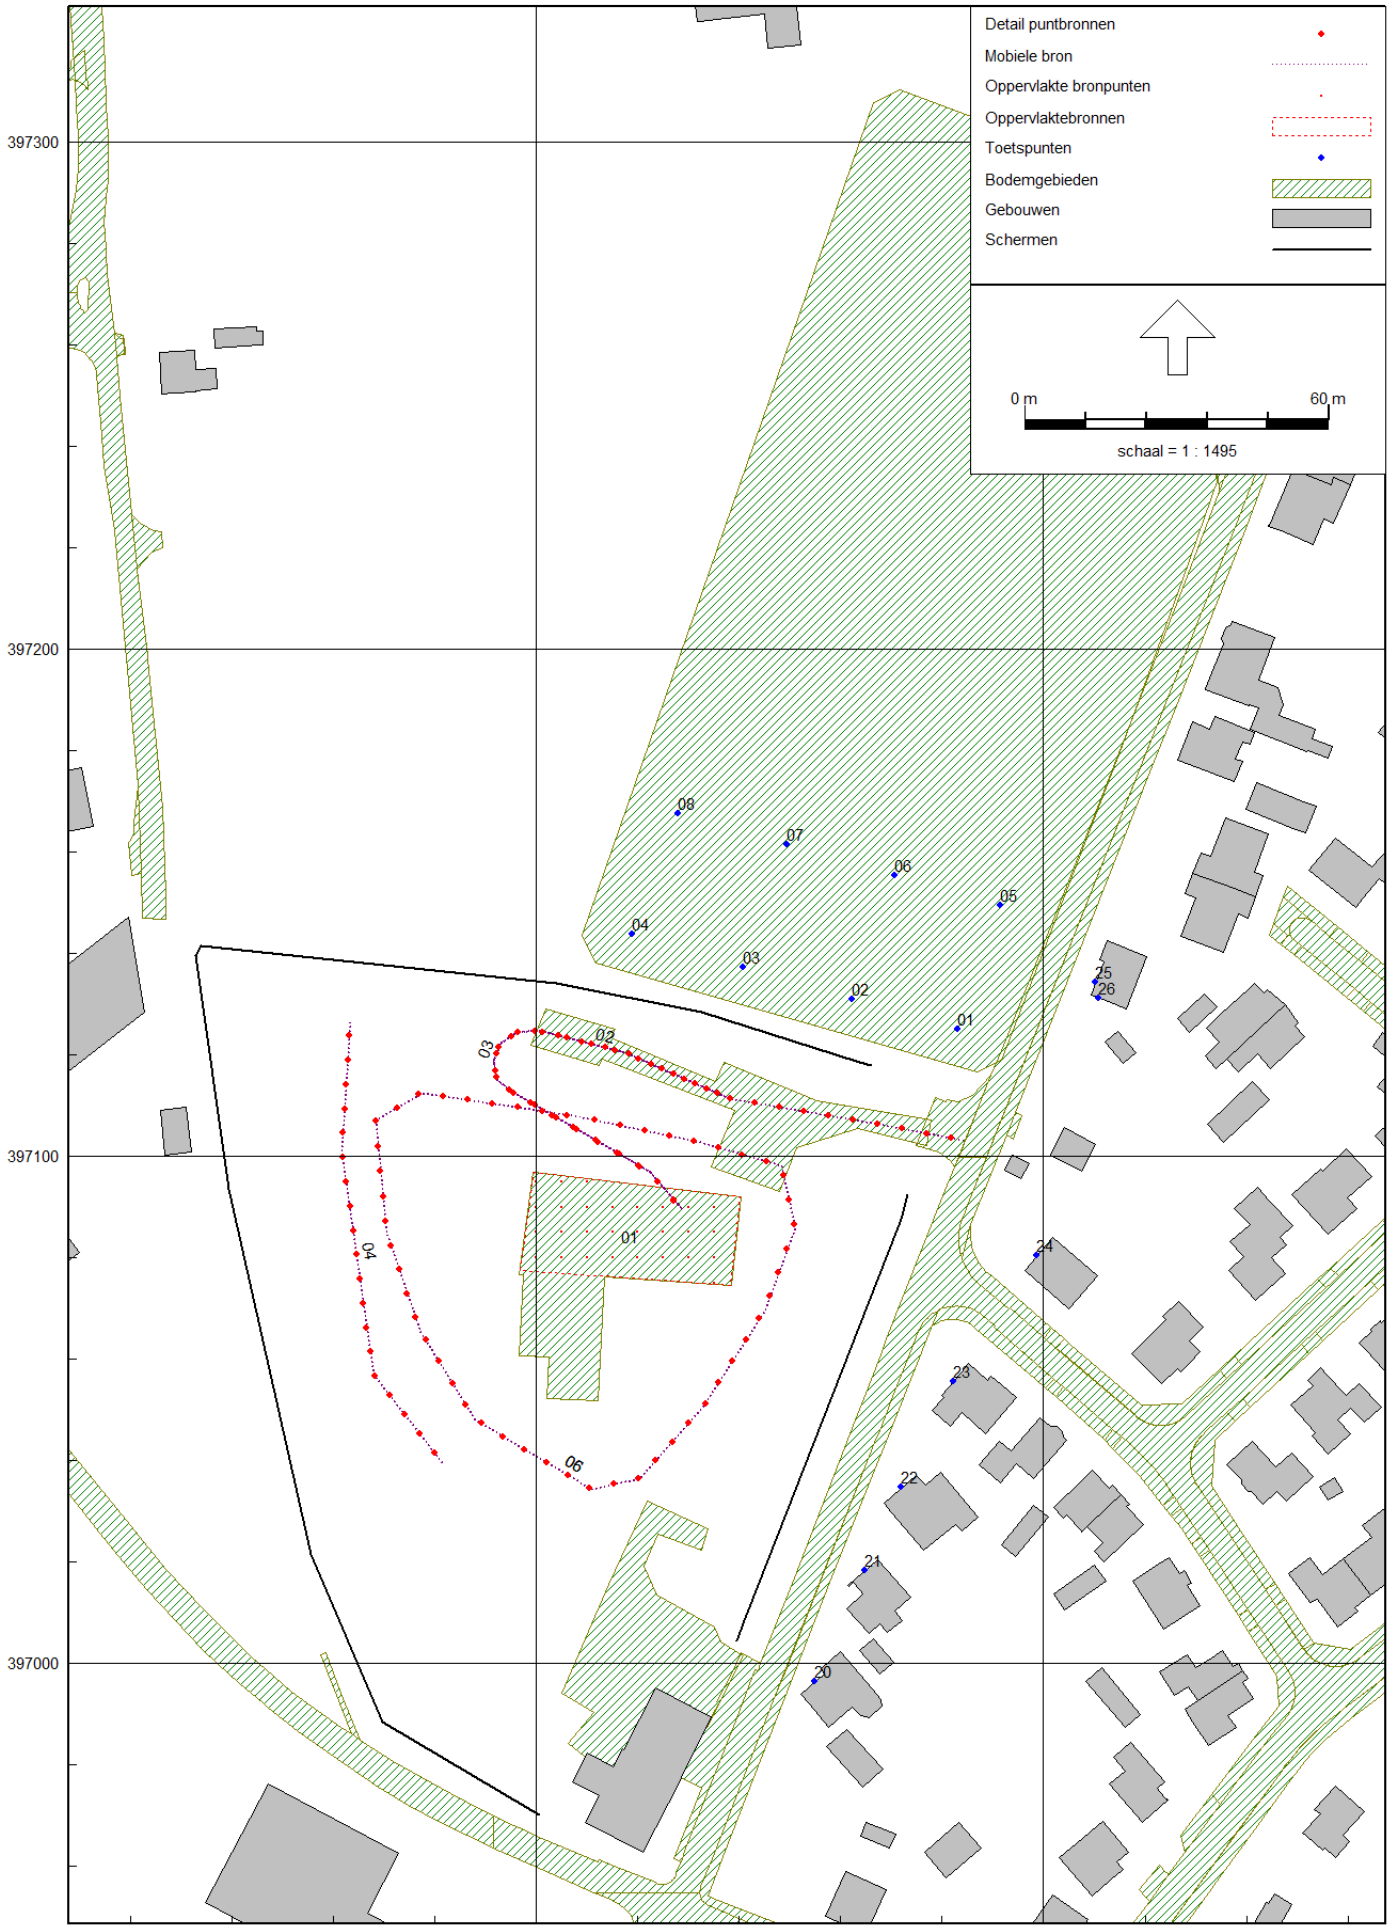 Detail puntbronnen
Mobiele bron
Oppervlakte bronpunten
Oppervlaktebronnen
Toetspunten
Bodemgebieden
Gebouwen
Schermen
0 m 60 m
schaal = 1 : 1495
397300
397200
397100
397000
08
07
06
05
04
03
02
01
25
26
02
03
04
01
24
23
06
22
21
20